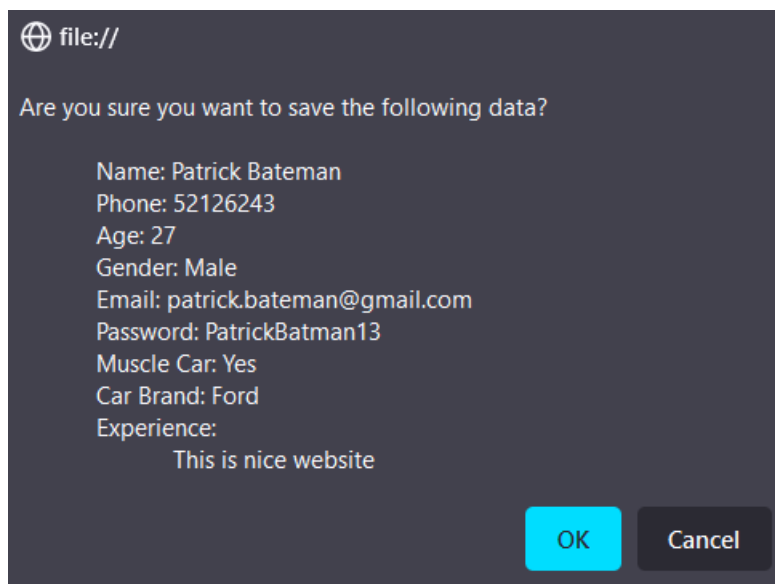 file://
Are you sure you want to save the following data?
Name: Patrick Bateman
Phone: 52126243
Age: 27
Gender: Male
Email: patrick.bateman@gmail.com
Password: PatrickBatman13
Muscle Car: Yes
Car Brand: Ford
Experience:
This is nice website
OK
Cancel